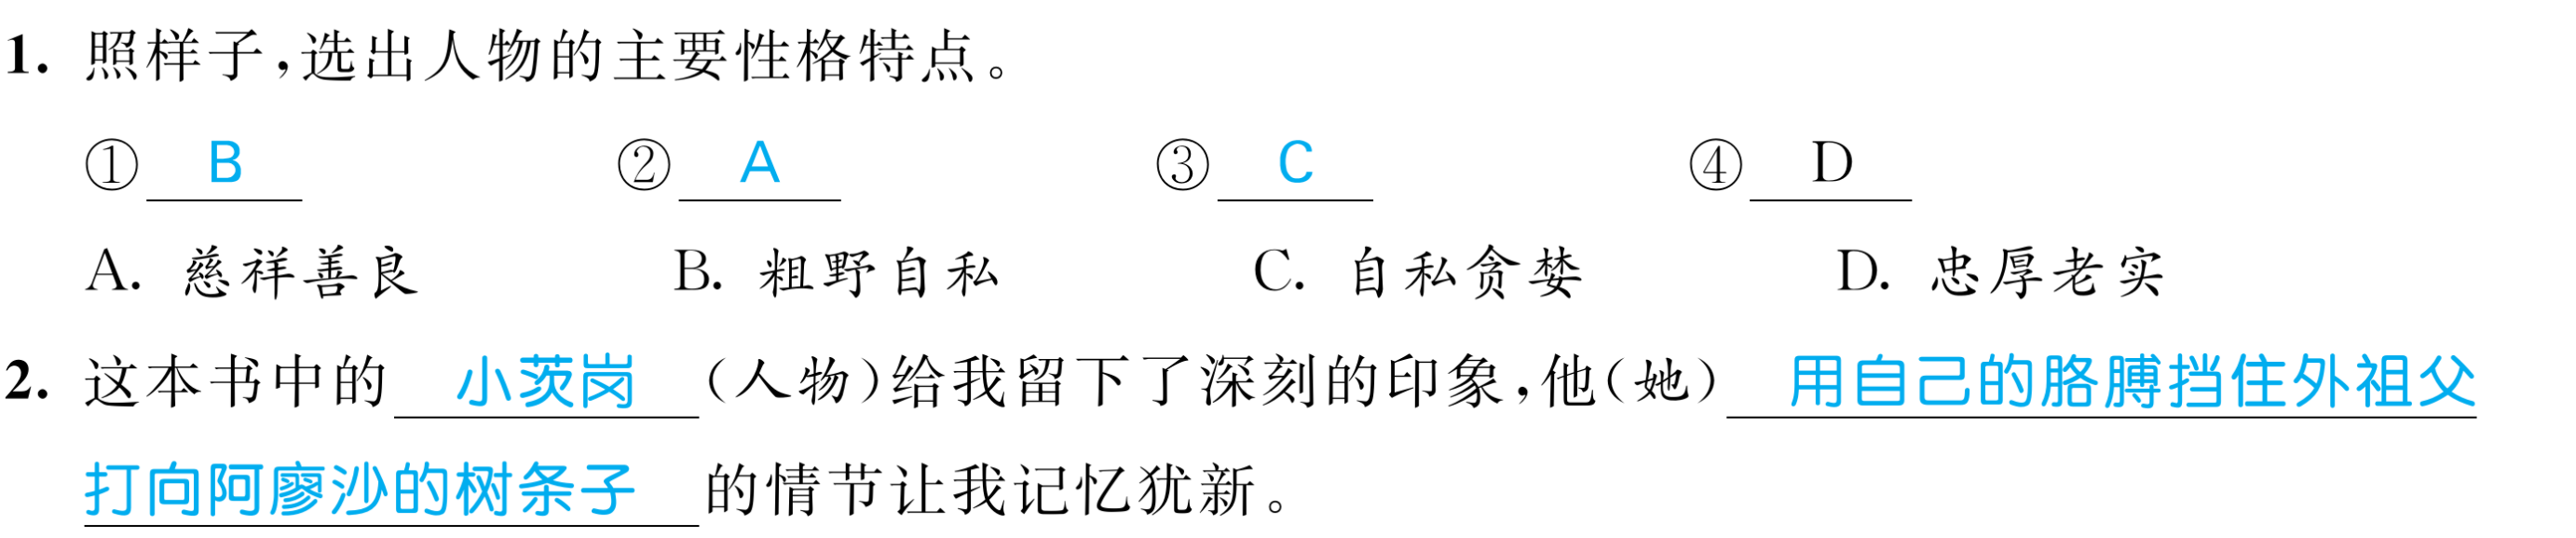 1. 照样子,选出人物的主要性格特点。
① B ② A ③ C ④ D
A. 慈祥善良 B. 粗野自私 C. 自私贪婪 D. 忠厚老实
2. 这本书中的 小茨岗 (人物)给我留下了深刻的印象,他(她) 用自己的胳膊挡住外祖父
打向阿廖沙的树条子 的情节让我记忆犹新。